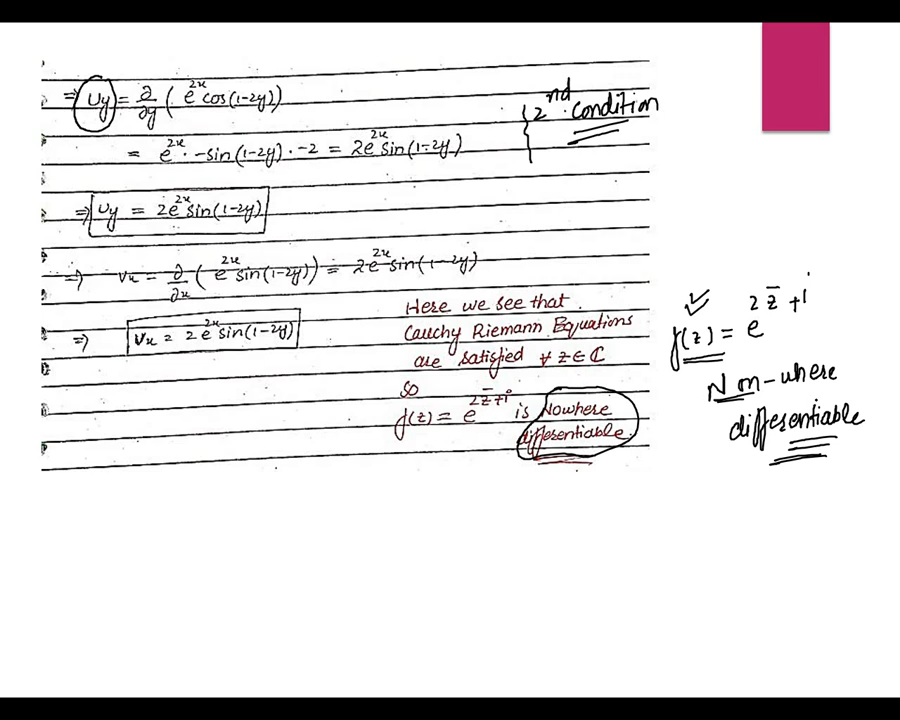 ⇒ Uy = ∂/∂y ( e^2x cos(1-2y))
{ 2nd condition
= e^2x · -sin(1-2y) · -2 = 2e^2x sin(1-2y)
⇒ Uy = 2e^2x sin(1-2y)
⇒ Vx = ∂/∂x ( e^2x sin(1-2y)) = 2e^2x sin(1-2y)
⇒ Vx = 2e^2x sin(1-2y)
Here we see that
Cauchy Riemann Equations
are satisfied ∀ z ∈ ℂ
so
f(z) = e^2z̄+i is Nowhere
differentiable.
✓ f(z) = e^2z̄+i
Non-where
differentiable